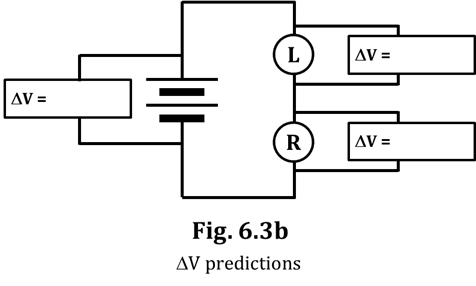 L
ΔV =
ΔV =
R
ΔV =
Fig. 6.3b
ΔV predictions